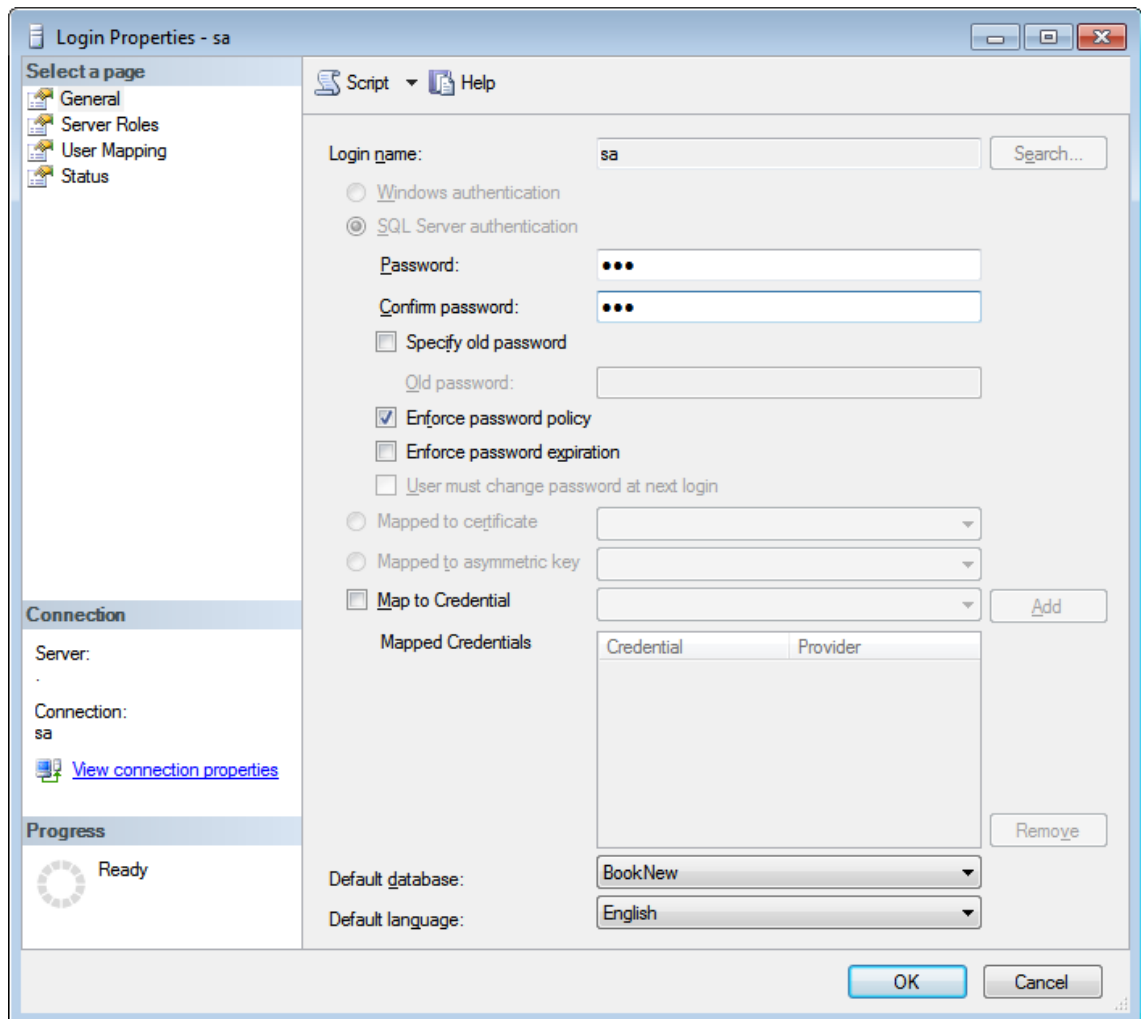 Login Properties - sa
Select a page
General
Server Roles
User Mapping
Status
Connection
Server:
.
Connection:
sa
View connection properties
Progress
Ready
Script Help
Login name: sa Search...
Windows authentication
SQL Server authentication
Password: ●●●
Confirm password: ●●●
Specify old password
Old password:
Enforce password policy
Enforce password expiration
User must change password at next login
Mapped to certificate
Mapped to asymmetric key
Map to Credential Add
Mapped Credentials Credential Provider
Remove
Default database: BookNew
Default language: English
OK Cancel